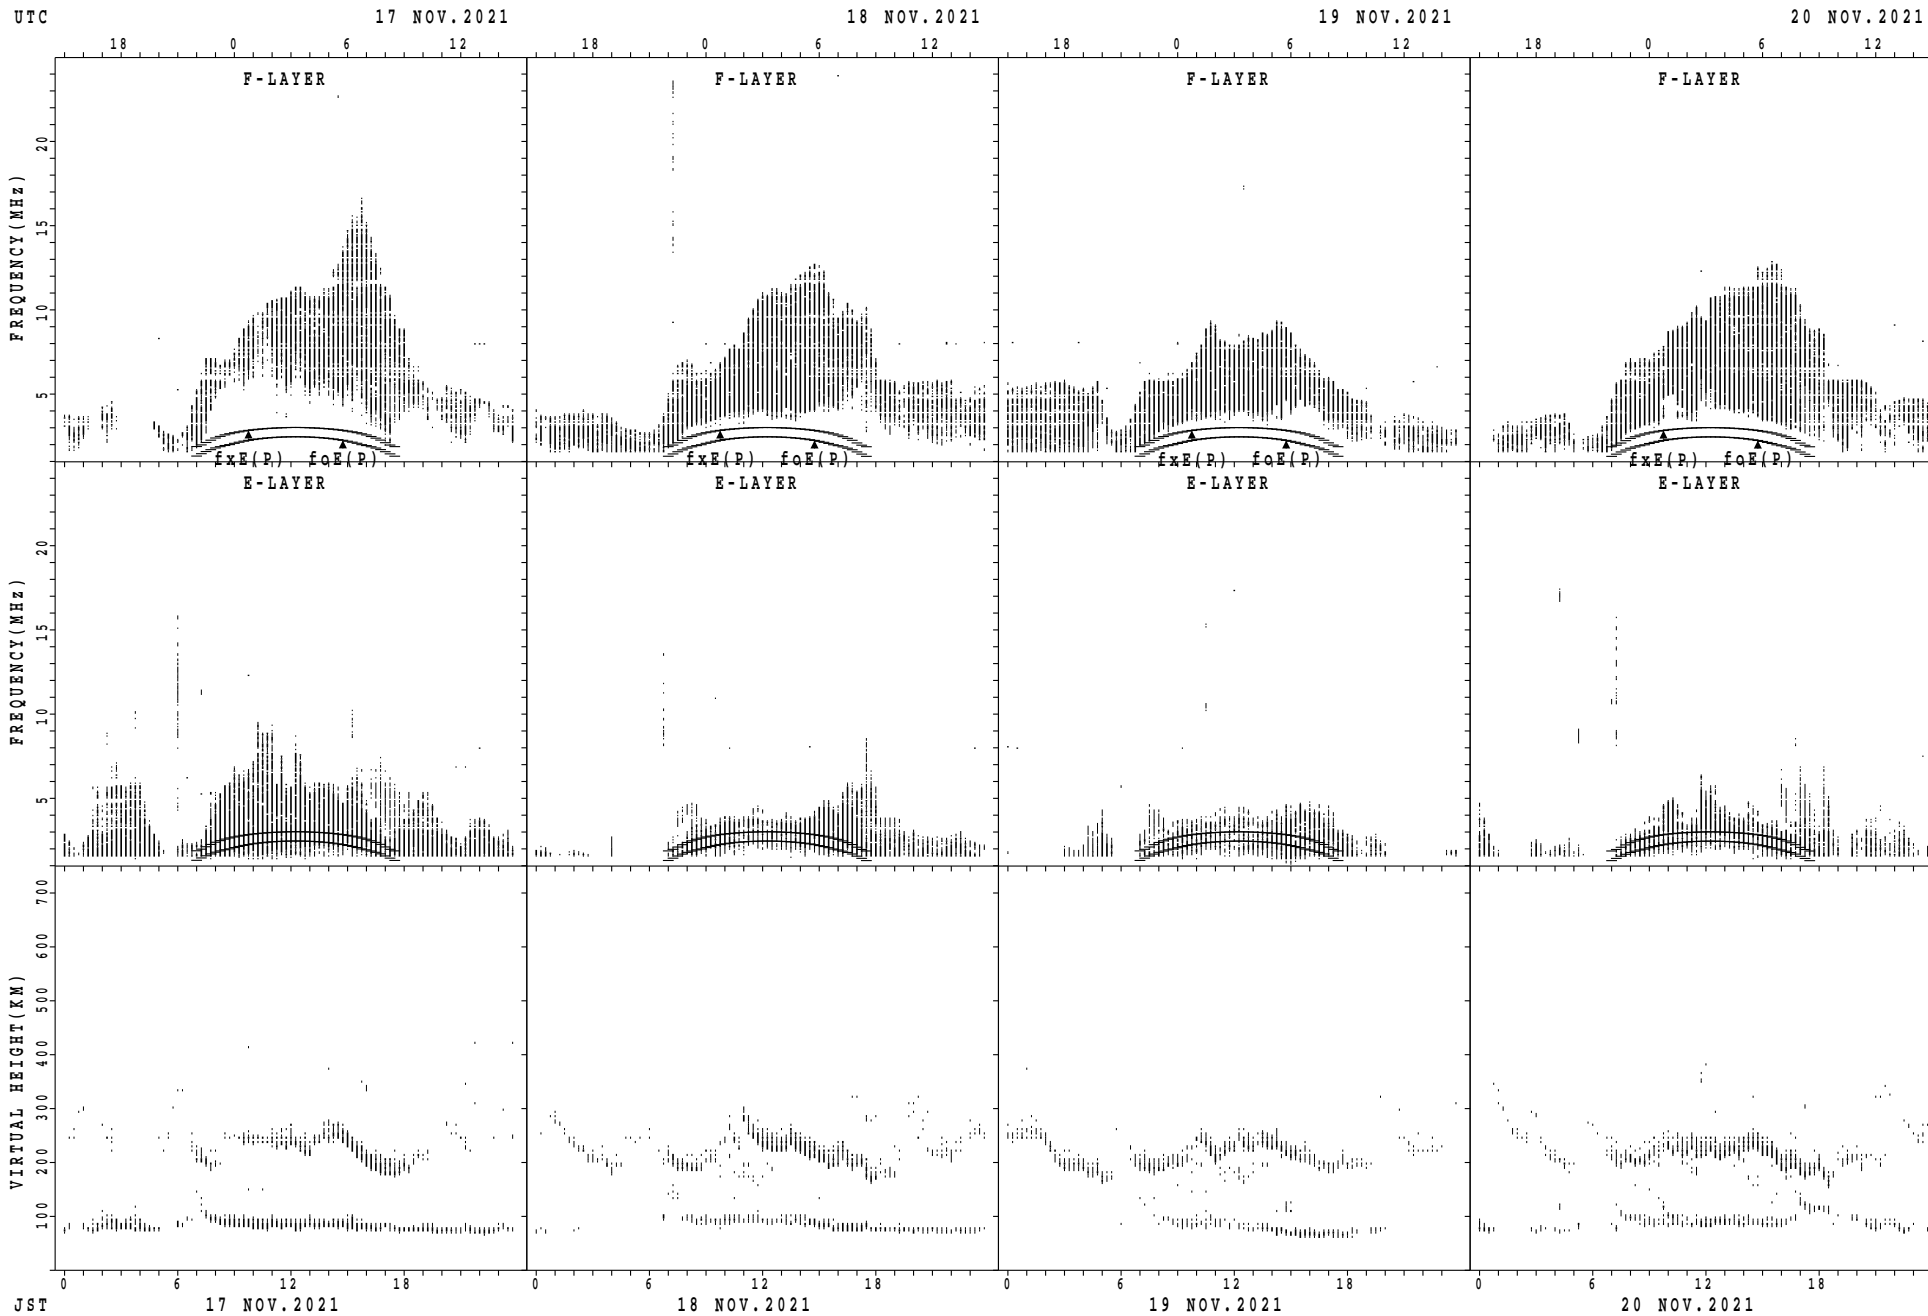 UTC 17 NOV.2021 18 NOV.2021 19 NOV.2021 20 NOV.2021
18 0 6 12 18 0 6 12 18 0 6 12 18 0 6 12
F-LAYER F-LAYER F-LAYER F-LAYER
FREQUENCY(MHz)
20
15
10
5
fxE(P) foE(P) fxE(P) foE(P) fxE(P) foE(P) fxE(P) foE(P)
E-LAYER E-LAYER E-LAYER E-LAYER
FREQUENCY(MHz)
20
15
10
5
VIRTUAL HEIGHT(KM)
700
600
500
400
300
200
100
0 6 12 18 0 6 12 18 0 6 12 18 0 6 12 18
JST 17 NOV.2021 18 NOV.2021 19 NOV.2021 20 NOV.2021